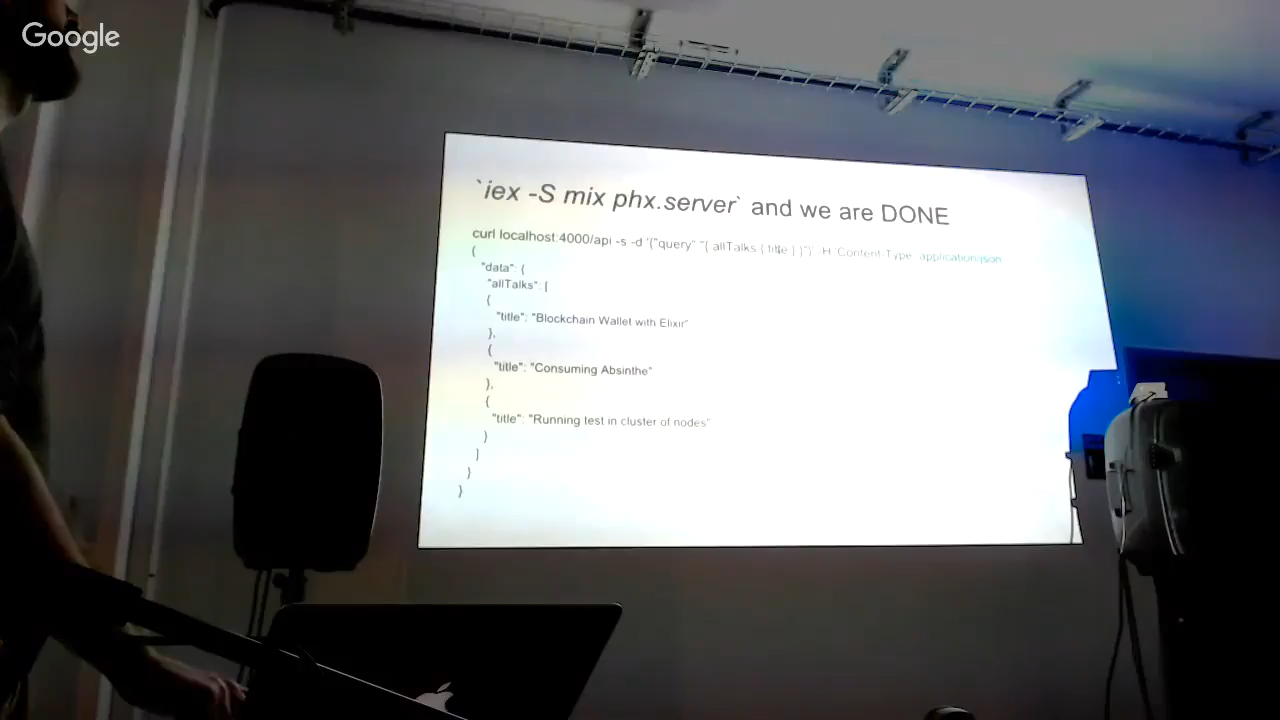 Google
`iex -S mix phx.server` and we are DONE
curl localhost:4000/api -s -d '{"query" "{ allTalks { title } }"}' -H 'Content-Type: application/json
{
"data": {
"allTalks": [
{
"title": "Blockchain Wallet with Elixir"
},
{
"title": "Consuming Absinthe"
},
{
"title": "Running test in cluster of nodes"
}
]
}
}